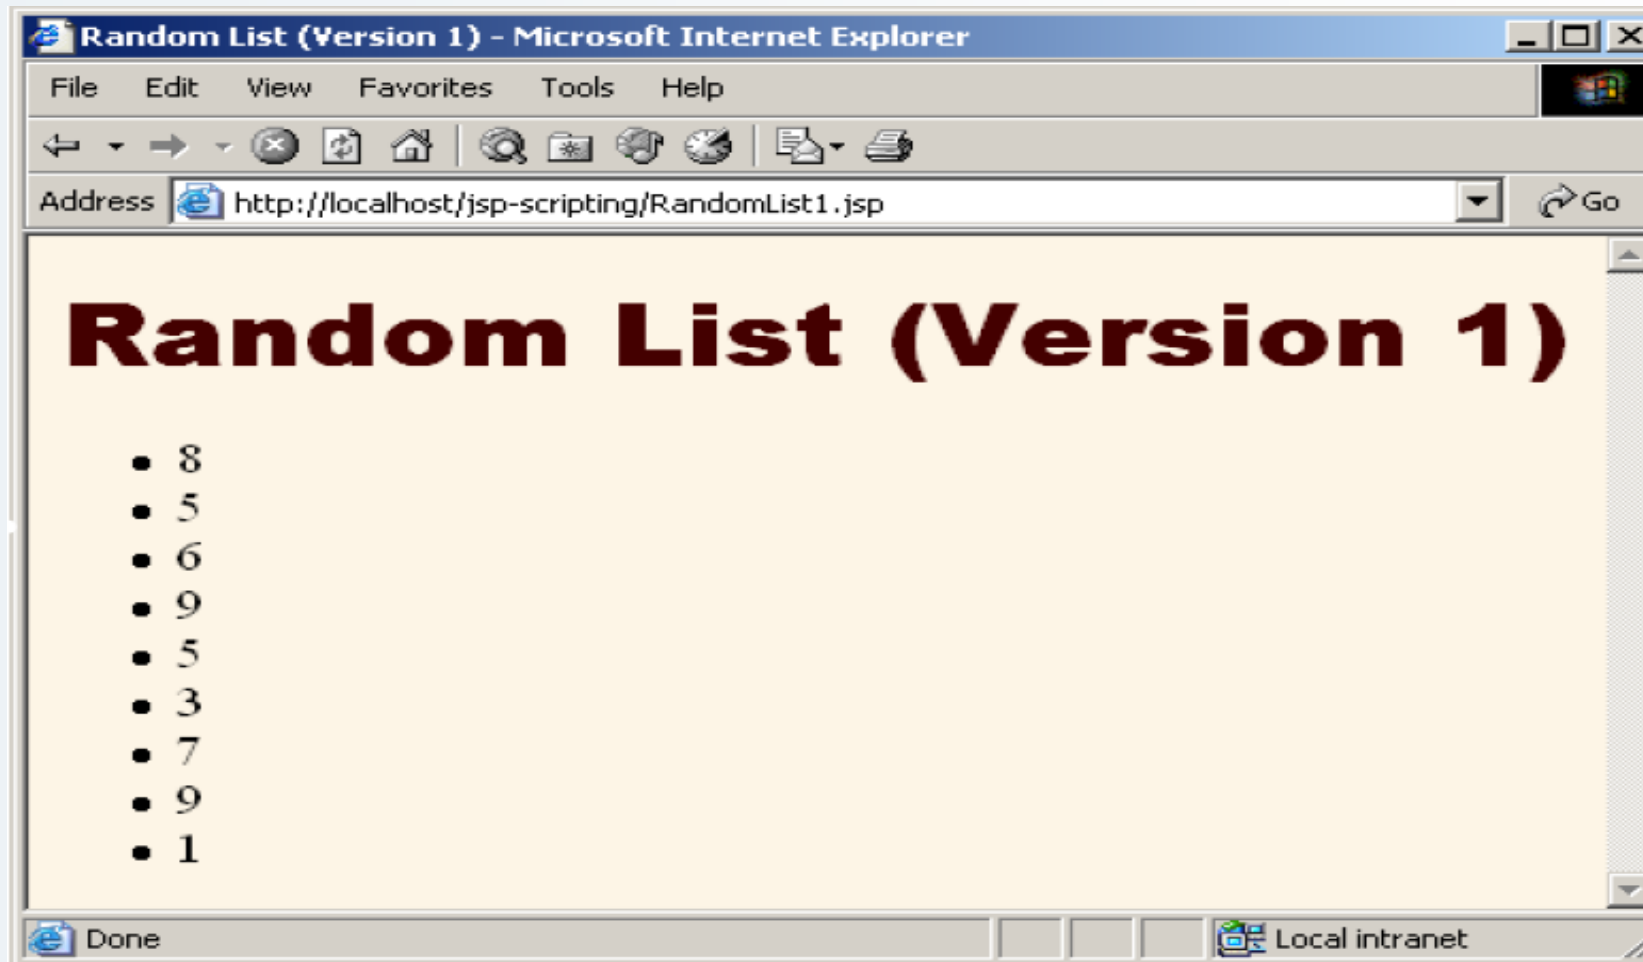 Random List (Version 1) - Microsoft Internet Explorer
File Edit View Favorites Tools Help
Address http://localhost/jsp-scripting/RandomList1.jsp Go
Random List (Version 1)
• 8
• 5
• 6
• 9
• 5
• 3
• 7
• 9
• 1
Done Local intranet